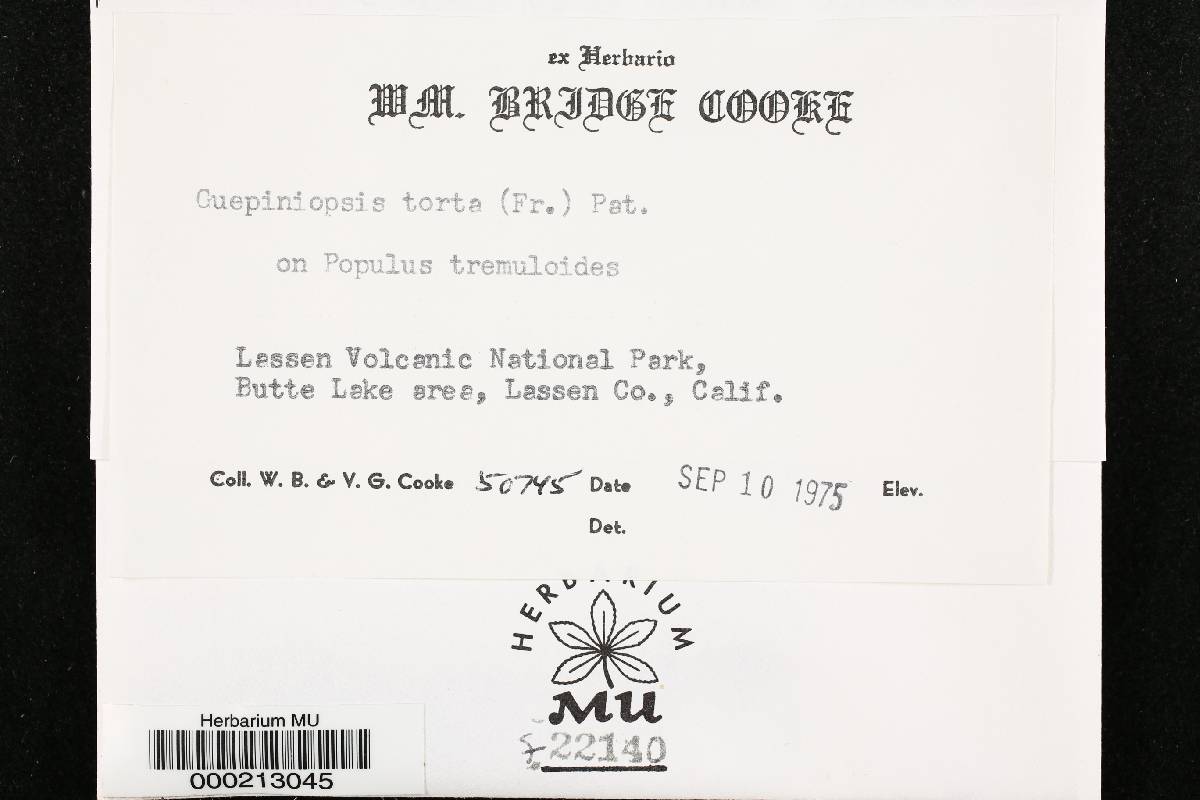 ex Herbario
WM. BRIDGE COOKE
Guepiniopsis torta (Fr.) Pat.
on Populus tremuloides
Lassen Volcanic National Park,
Butte Lake area, Lassen Co., Calif.
Coll. W. B. & V. G. Cooke 50745 Date SEP 10 1975 Elev.
Det.
HERBARIUM
MU
f 22140
Herbarium MU
000213045